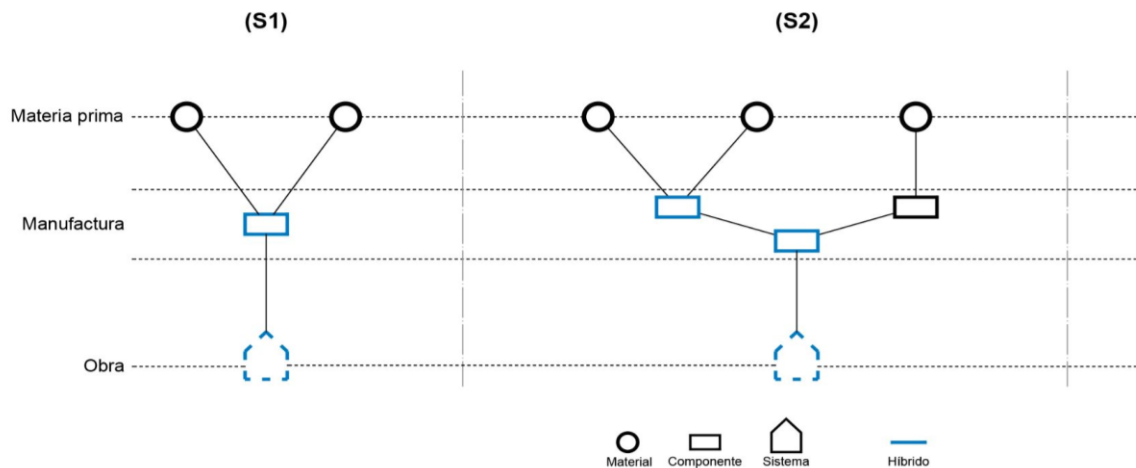 (S1)
(S2)
Materia prima
Manufactura
Obra
Material
Componente
Sistema
Híbrido